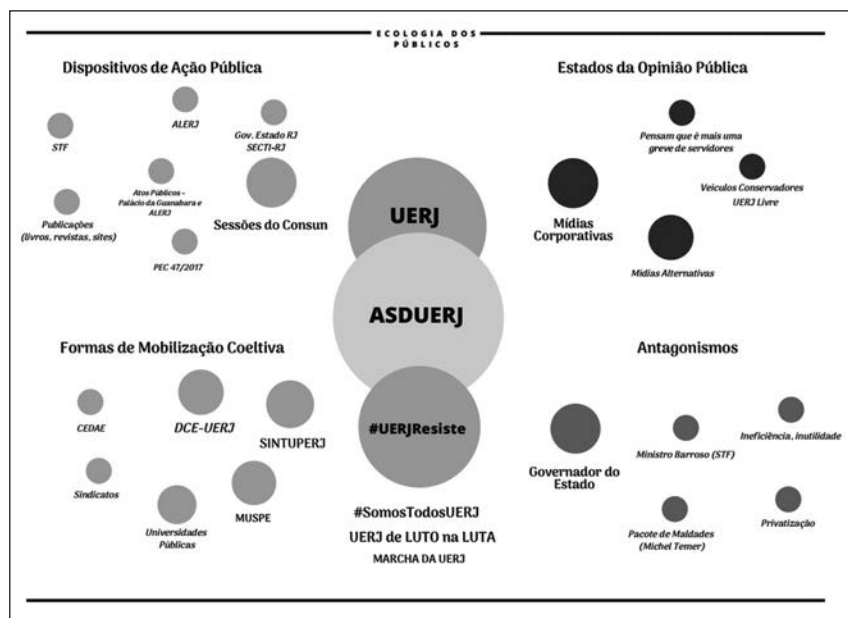 ECOLOGIA DOS
PÚBLICOS
Dispositivos de Ação Pública
STF
ALERJ
Gov. Estado RJ
SECTI-RJ
Atos Públicos –
Palácio da Guanabara e
ALERJ
Publicações
(livros, revistas, sites)
Sessões do Consun
PEC 47/2017
Estados da Opinião Pública
Pensam que é mais uma
greve de servidores
Veículos Conservadores
UERJ Livre
Mídias
Corporativas
Mídias Alternativas
UERJ
ASDUERJ
#UERJResiste
#SomosTodosUERJ
UERJ de LUTO na LUTA
MARCHA DA UERJ
Formas de Mobilização Coeltiva
CEDAE
DCE-UERJ
SINTUPERJ
Sindicatos
Universidades
Públicas
MUSPE
Antagonismos
Governador do
Estado
Ministro Barroso (STF)
Ineficiência, inutilidade
Pacote de Maldades
(Michel Temer)
Privatização